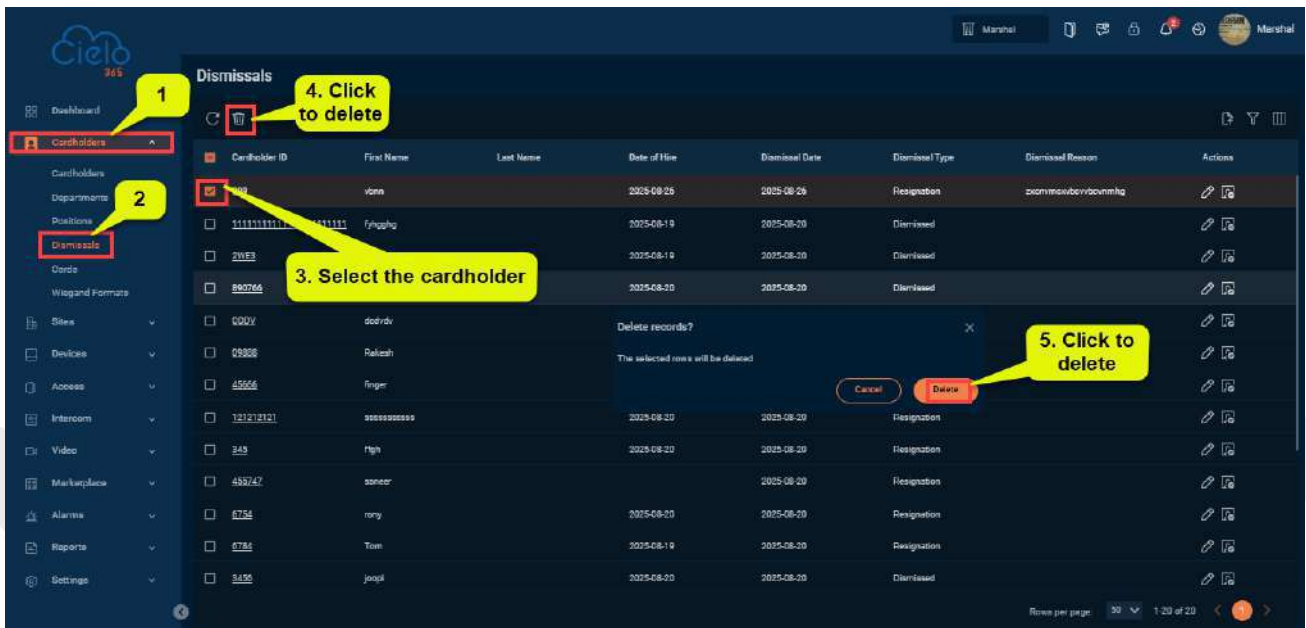 Cielo
365
Marshal
2
Marshal
Dismissals
1
4. Click
to delete
Dashboard
Cardholders
Cardholder ID
First Name
Last Name
Date of Hire
Dismissal Date
Dismissal Type
Dismissal Reason
Actions
Cardholders
Departments
2
Positions
Dismissals
Cards
Wiegand Formats
Sites
Devices
Access
Intercom
Video
Marketplace
Alarms
Reports
Settings
vbnn 2025-08-26 2025-08-26 Resignation
fyhgghg 2025-08-19 2025-08-20 Dismissed
2WE3 2025-08-19 2025-08-20 Dismissed
3. Select the cardholder
890766 2025-08-20 2025-08-20 Dismissed
dodvdv
Delete records?
The selected rows will be deleted
Cancel
Delete
5. Click to
delete
Rakesh
45666 finger
121212121 2025-08-20 2025-08-20 Resignation
345 Hgh 2025-08-20 2025-08-20 Resignation
455747 saneer 2025-08-20 Resignation
6754 rony 2025-08-20 2025-08-20 Resignation
6784 Tom 2025-08-19 2025-08-20 Resignation
3456 joopi 2025-08-20 2025-08-20 Dismissed
Rows per page 50 1-20 of 20 1